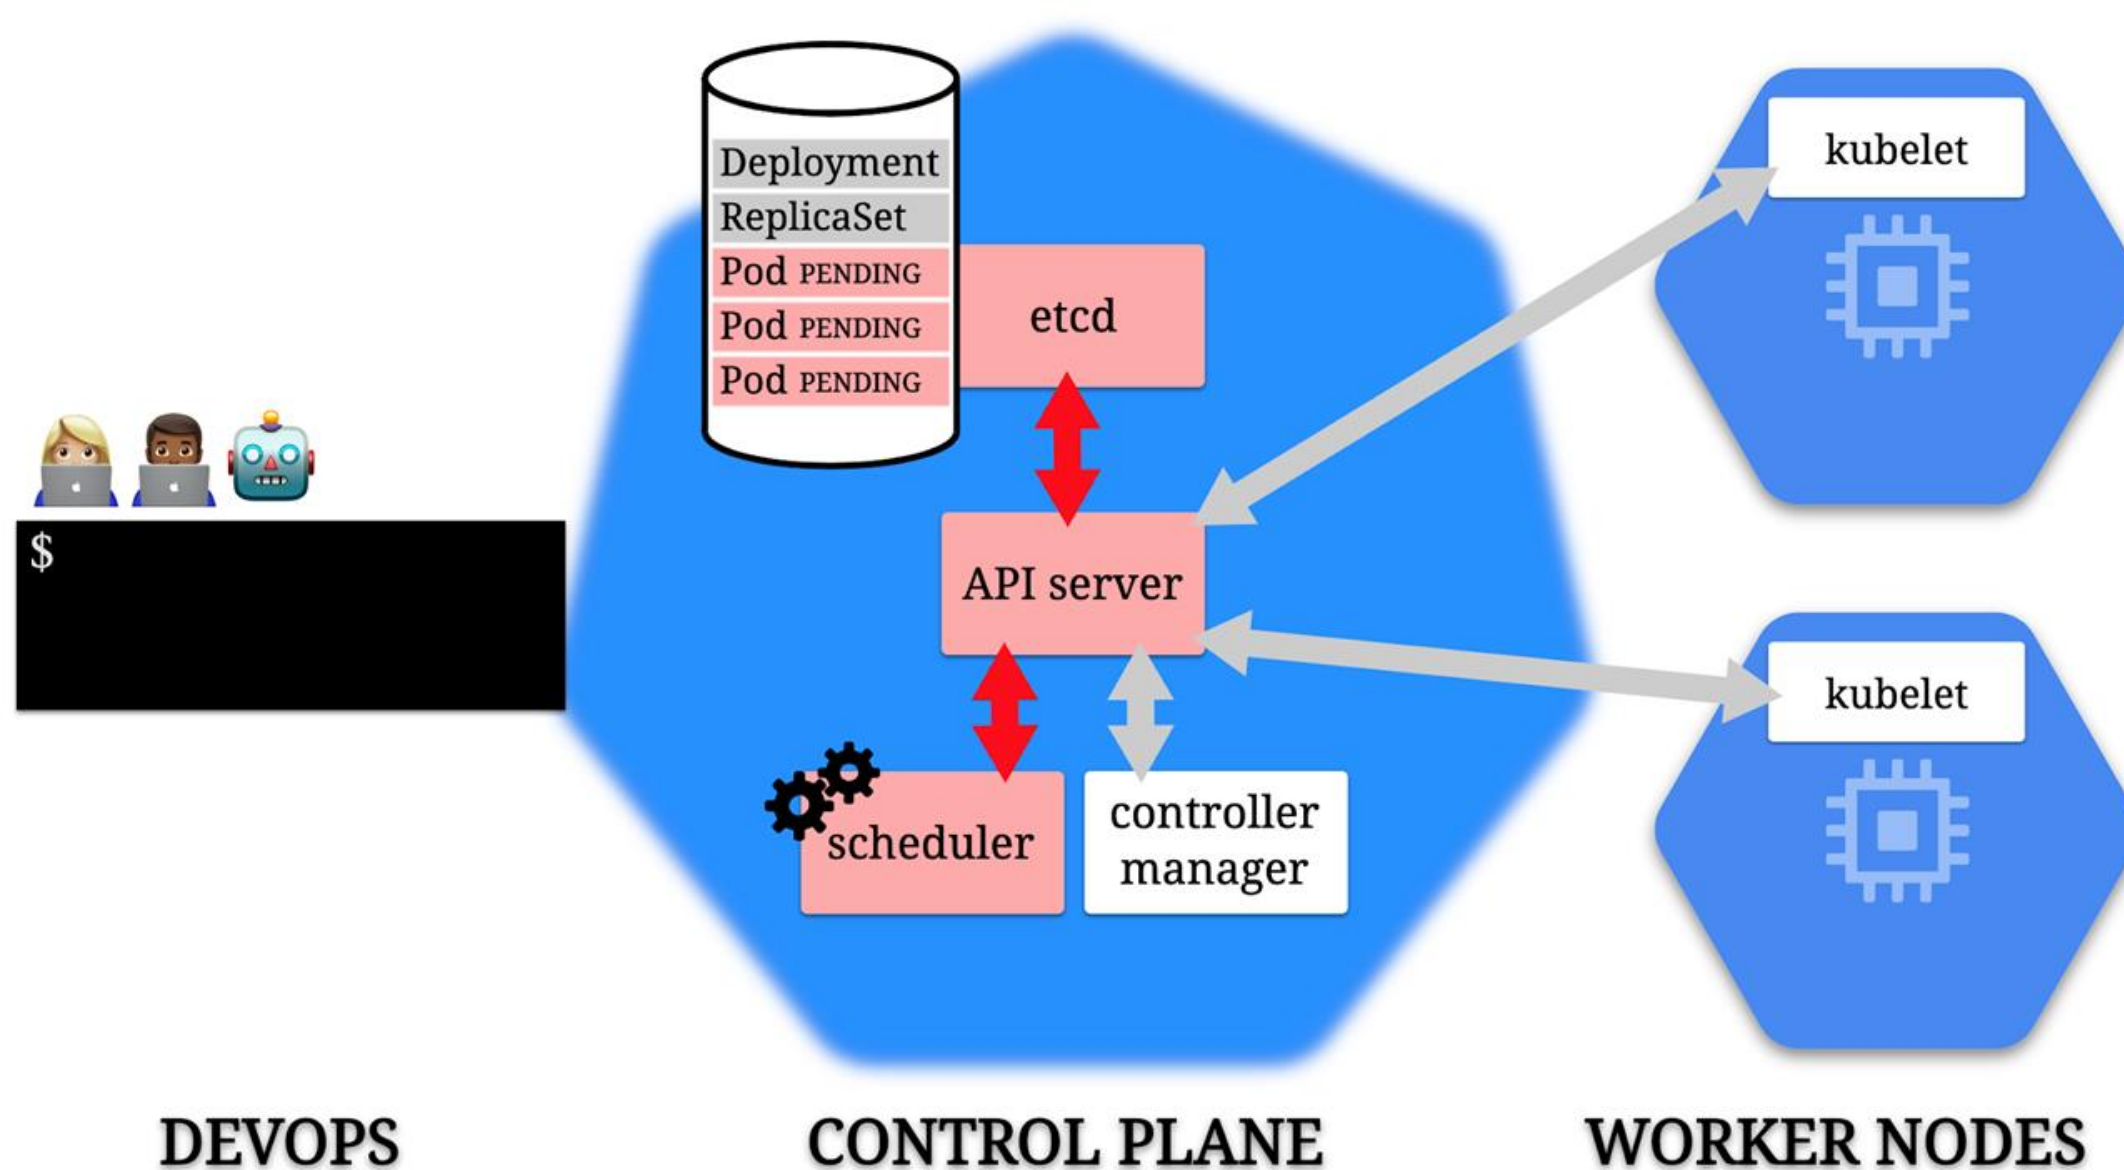 Deployment
ReplicaSet
Pod PENDING
Pod PENDING
Pod PENDING
etcd
kubelet
$
API server
kubelet
scheduler
controller
manager
DEVOPS
CONTROL PLANE
WORKER NODES